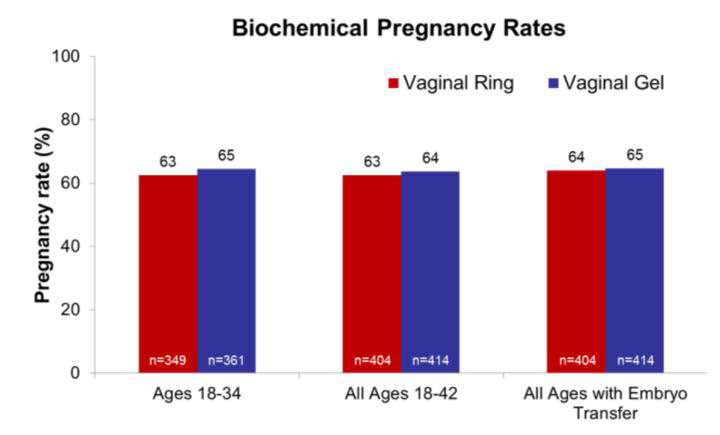 Biochemical Pregnancy Rates
Pregnancy rate (%)
100
80
60
40
20
0
Vaginal Ring Vaginal Gel
63 65 63 64 64 65
n=349 n=361 n=404 n=414 n=404 n=414
Ages 18-34 All Ages 18-42 All Ages with Embryo
Transfer